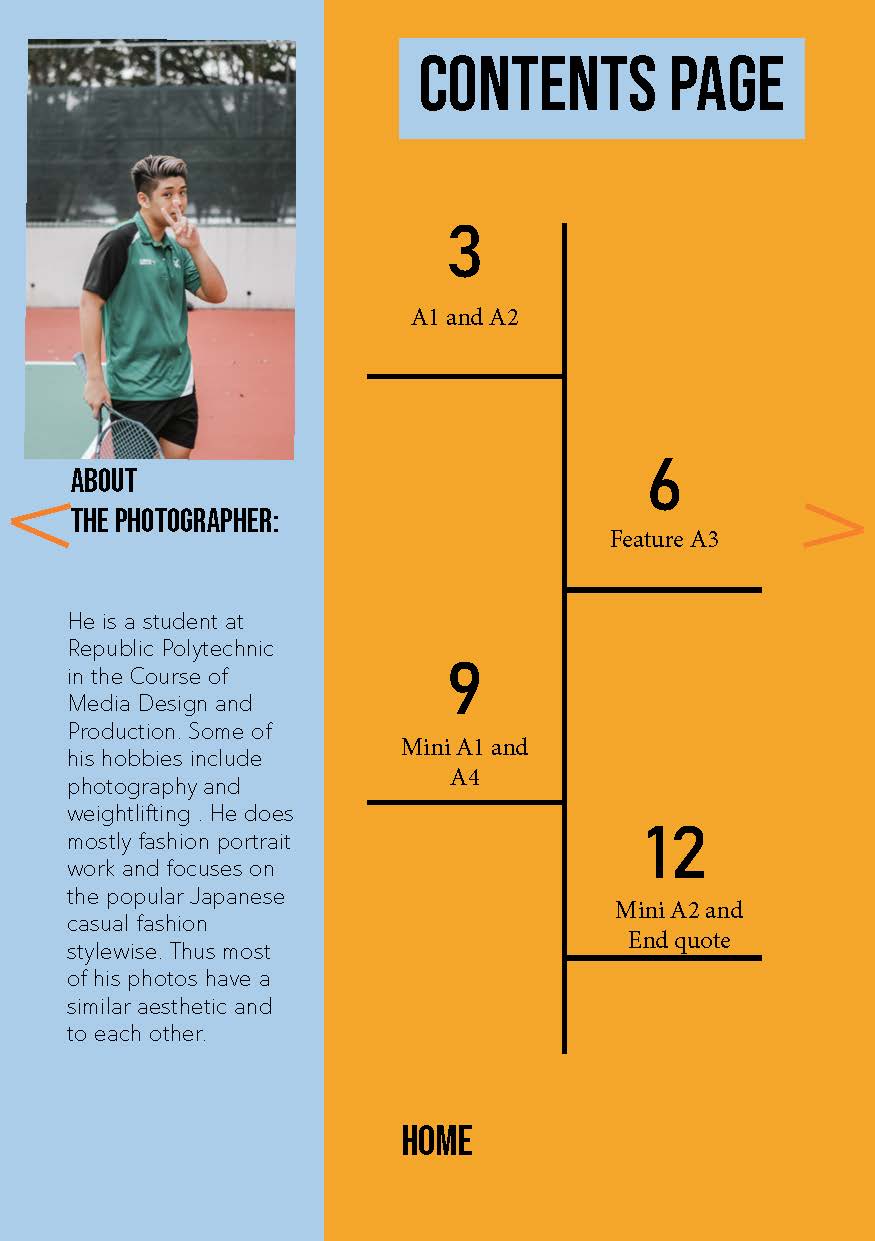 CONTENTS PAGE
3
A1 and A2
6
Feature A3
9
Mini A1 and
A4
12
Mini A2 and
End quote
HOME
ABOUT
THE PHOTOGRAPHER:
He is a student at
Republic Polytechnic
in the Course of
Media Design and
Production. Some of
his hobbies include
photography and
weightlifting . He does
mostly fashion portrait
work and focuses on
the popular Japanese
casual fashion
stylewise. Thus most
of his photos have a
similar aesthetic and
to each other.